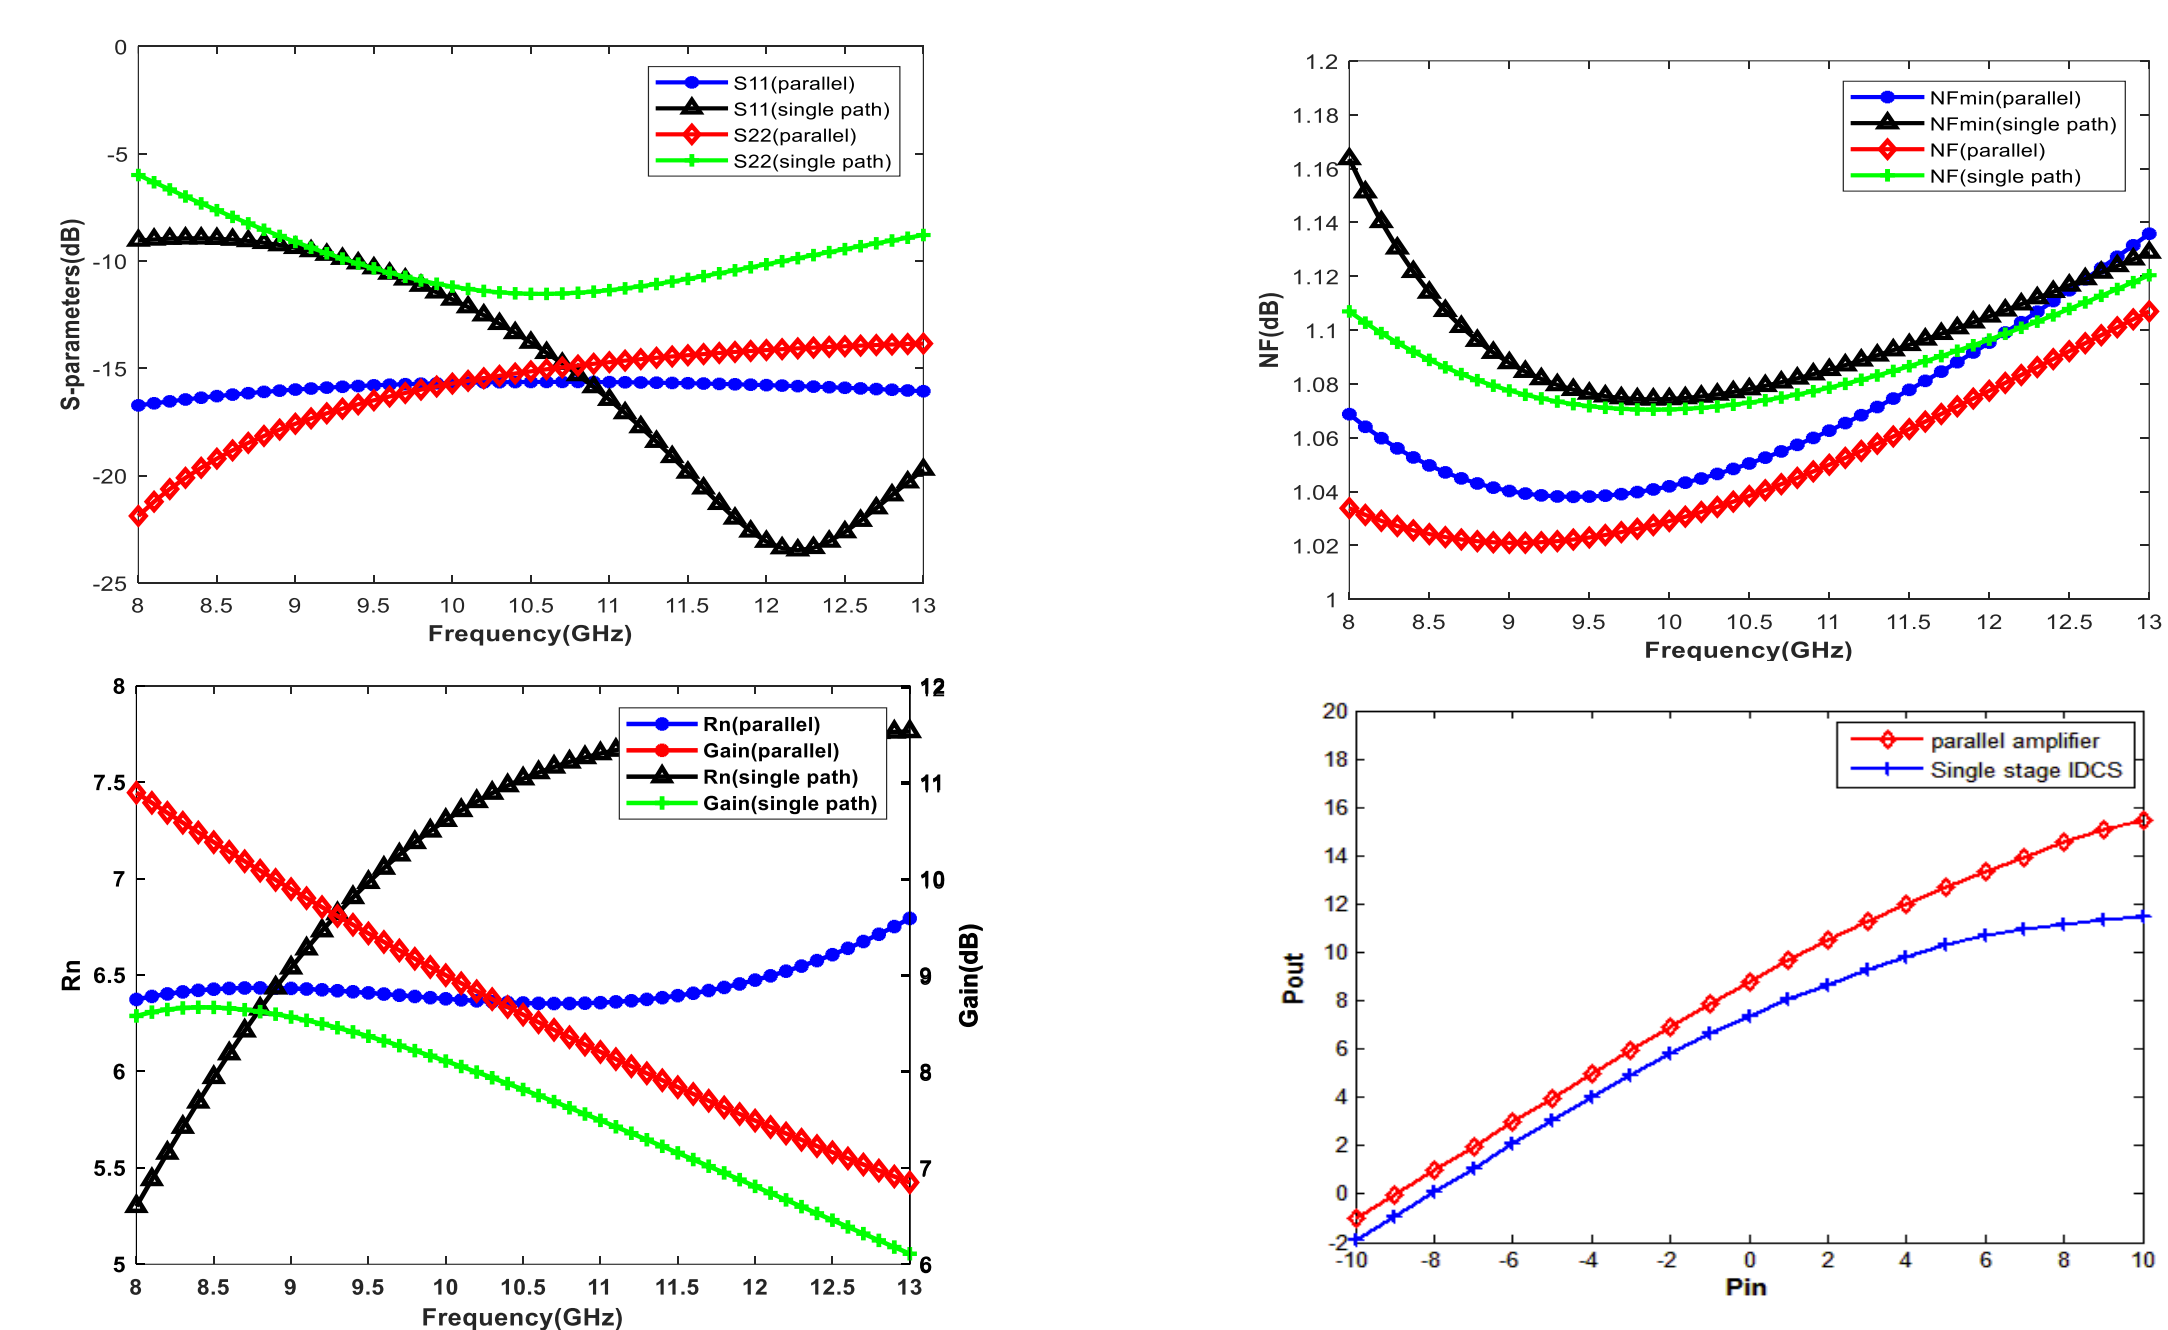 0
-5
-10
-15
-20
-25
S-parameters(dB)
S11(parallel)
S11(single path)
S22(parallel)
S22(single path)
8 8.5 9 9.5 10 10.5 11 11.5 12 12.5 13
Frequency(GHz)
1.2
1.18
1.16
1.14
1.12
1.1
1.08
1.06
1.04
1.02
1
NF(dB)
NFmin(parallel)
NFmin(single path)
NF(parallel)
NF(single path)
8 8.5 9 9.5 10 10.5 11 11.5 12 12.5 13
Frequency(GHz)
8
7.5
7
6.5
6
5.5
5
Rn
Rn(parallel)
Gain(parallel)
Rn(single path)
Gain(single path)
12
11
10
9
8
7
6
Gain(dB)
8 8.5 9 9.5 10 10.5 11 11.5 12 12.5 13
Frequency(GHz)
20
18
16
14
12
10
8
6
4
2
0
-2
Pout
parallel amplifier
Single stage IDCS
-10 -8 -6 -4 -2 0 2 4 6 8 10
Pin